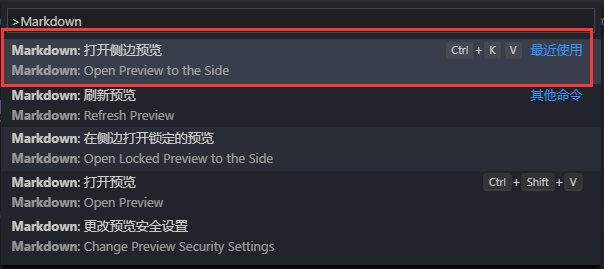 >Markdown
Markdown: 打开侧边预览 Ctrl + K V 最近使用
Markdown: Open Preview to the Side
Markdown: 刷新预览 其他命令
Markdown: Refresh Preview
Markdown: 在侧边打开锁定的预览
Markdown: Open Locked Preview to the Side
Markdown: 打开预览 Ctrl + Shift + V
Markdown: Open Preview
Markdown: 更改预览安全设置
Markdown: Change Preview Security Settings